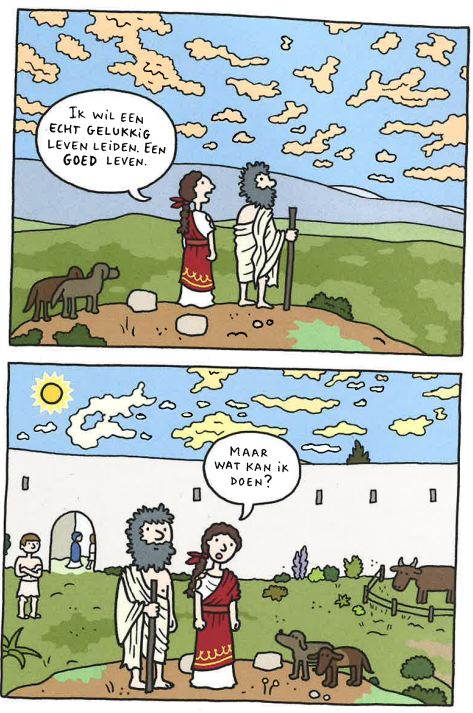 IK WIL EEN
ECHT GELUKKIG
LEVEN LEIDEN. EEN
GOED LEVEN.
MAAR
WAT KAN IK
DOEN?